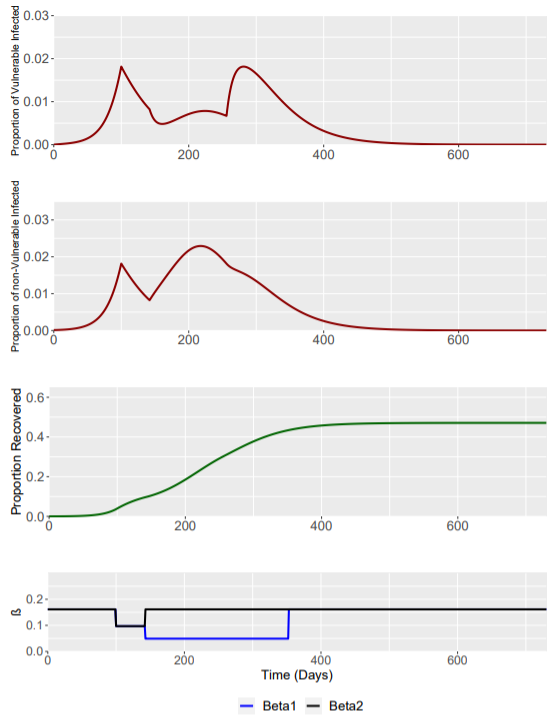 Proportion of Vulnerable Infected
0.03
0.02
0.01
0.00
0 200 400 600
Proportion of non-Vulnerable Infected
0.03
0.02
0.01
0.00
0 200 400 600
Proportion Recovered
0.6
0.4
0.2
0.0
0 200 400 600
ß
0.2
0.1
0.0
0 200 400 600
Time (Days)
Beta1 Beta2